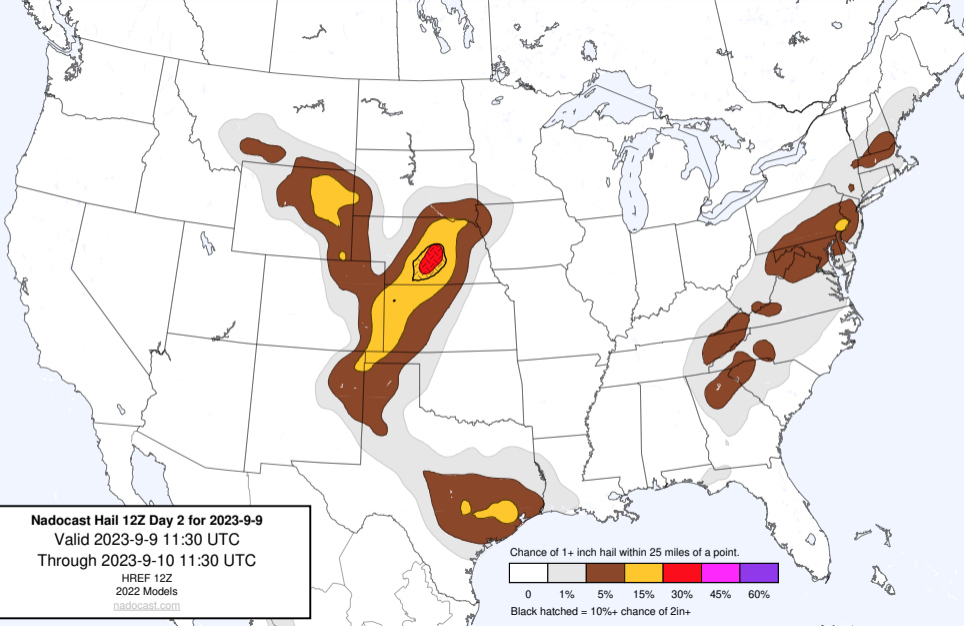 Nadocast Hail 12Z Day 2 for 2023-9-9
Valid 2023-9-9 11:30 UTC
Through 2023-9-10 11:30 UTC
HREF 12Z
2022 Models
nadocast.com
Chance of 1+ inch hail within 25 miles of a point.
0 1% 5% 15% 30% 45% 60%
Black hatched = 10%+ chance of 2in+